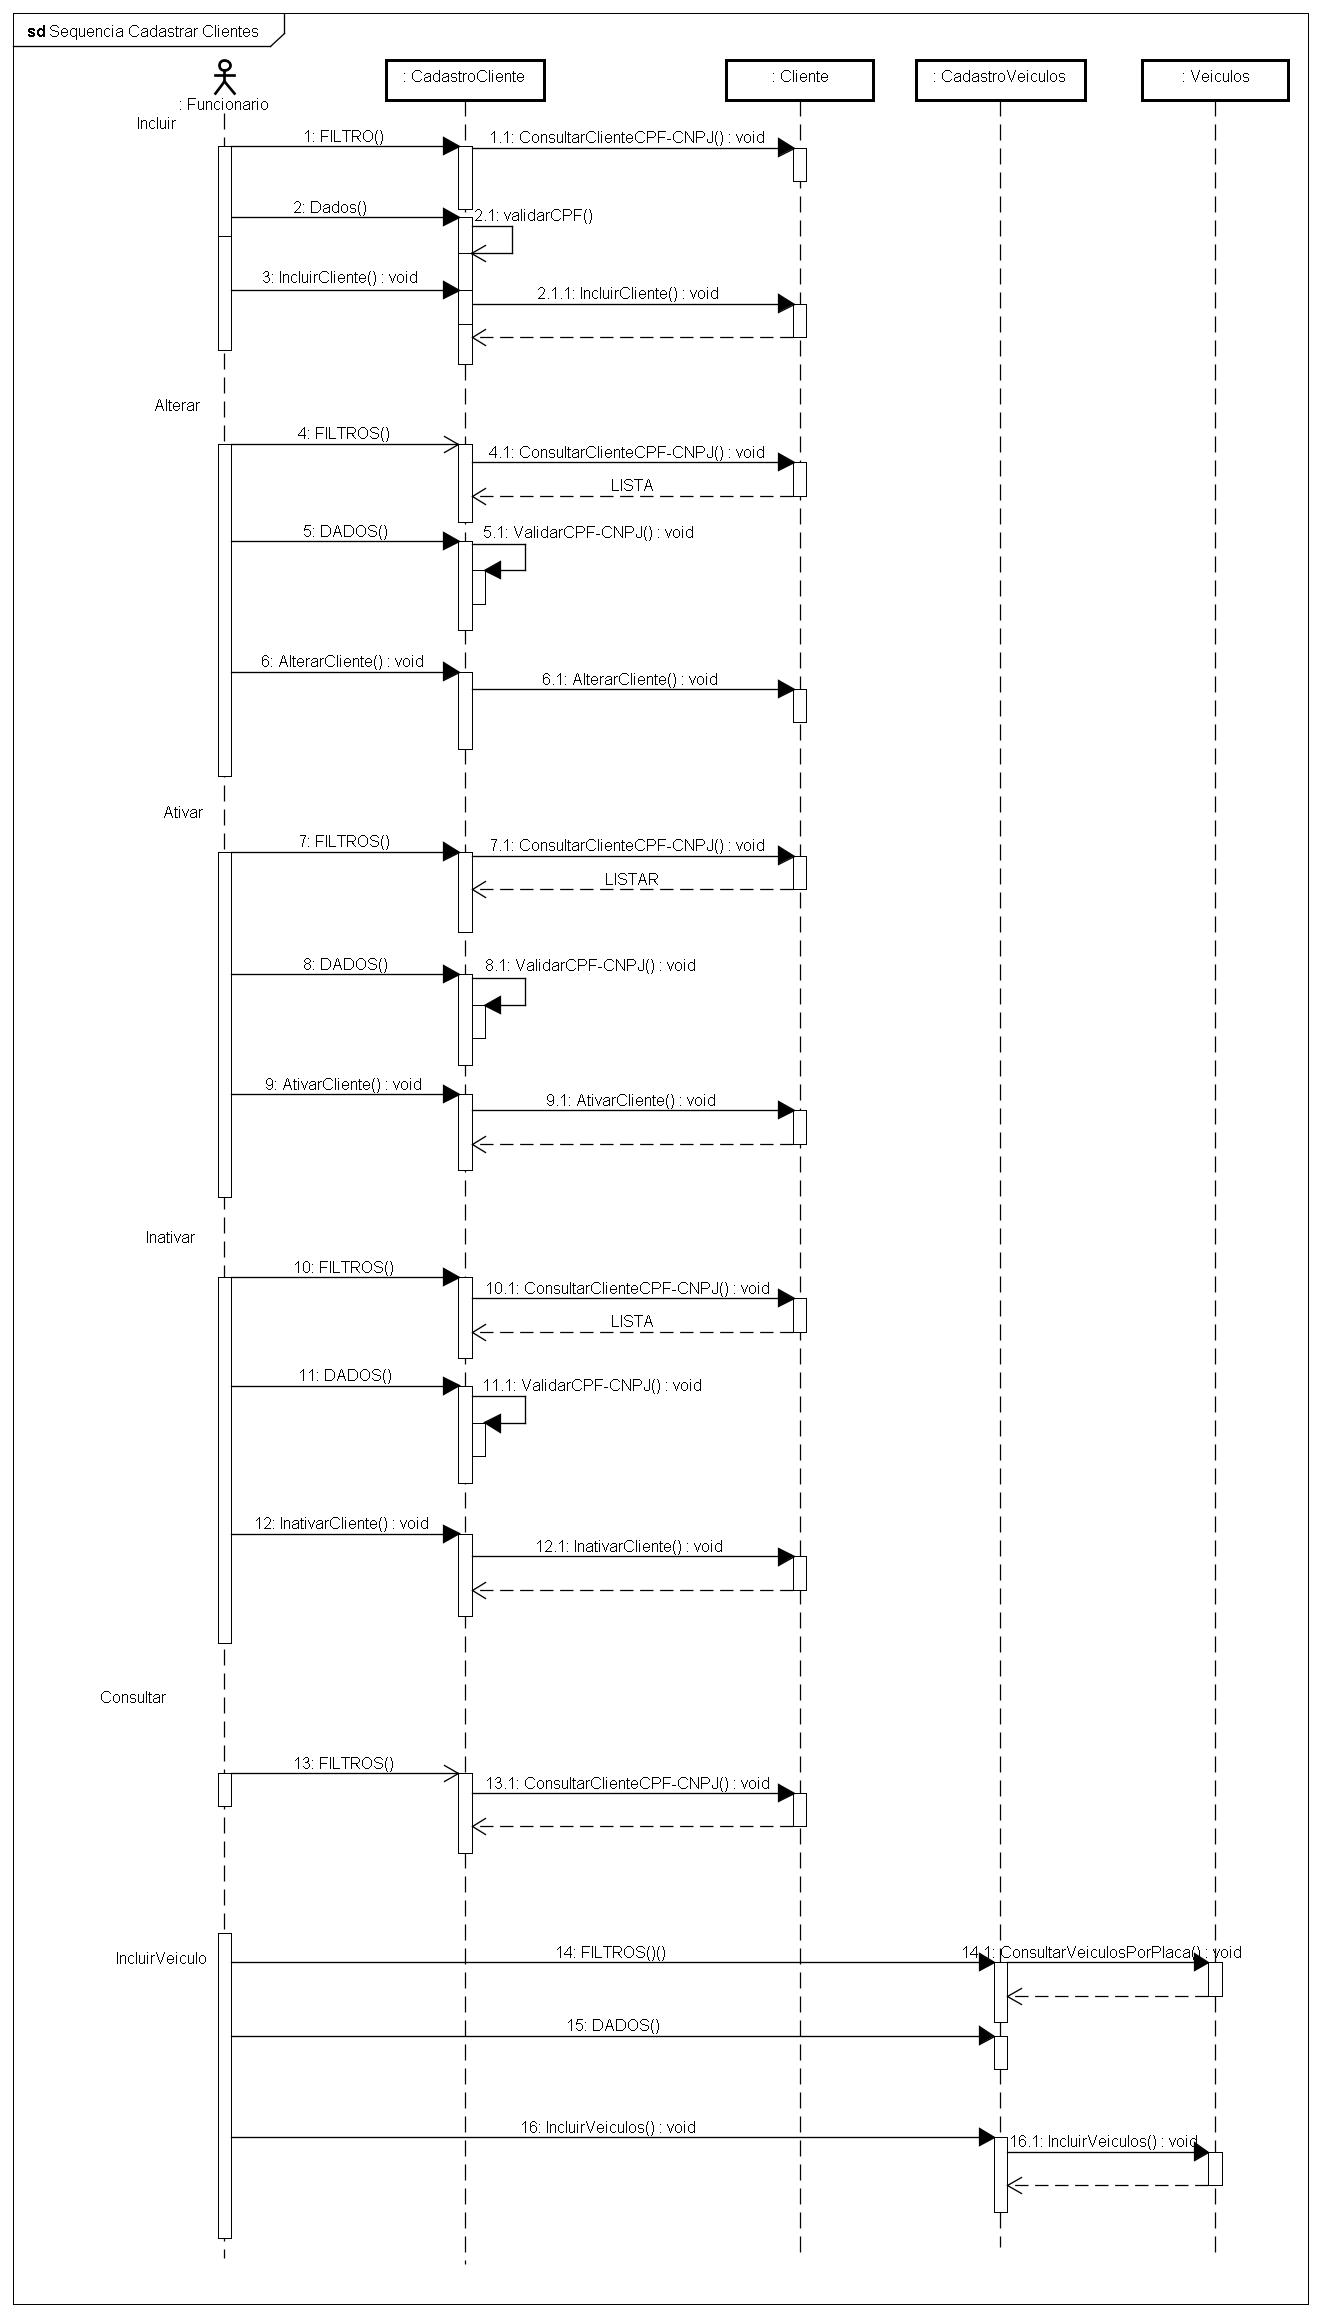 sd Sequencia Cadastrar Clientes
: Funcionario
: CadastroCliente
: Cliente
: CadastroVeiculos
: Veiculos
Incluir
1: FILTRO()
1.1: ConsultarClienteCPF-CNPJ() : void
2: Dados()
2.1: validarCPF()
3: IncluirCliente() : void
2.1.1: IncluirCliente() : void
Alterar
4: FILTROS()
4.1: ConsultarClienteCPF-CNPJ() : void
LISTA
5: DADOS()
5.1: ValidarCPF-CNPJ() : void
6: AlterarCliente() : void
6.1: AlterarCliente() : void
Ativar
7: FILTROS()
7.1: ConsultarClienteCPF-CNPJ() : void
LISTAR
8: DADOS()
8.1: ValidarCPF-CNPJ() : void
9: AtivarCliente() : void
9.1: AtivarCliente() : void
Inativar
10: FILTROS()
10.1: ConsultarClienteCPF-CNPJ() : void
LISTA
11: DADOS()
11.1: ValidarCPF-CNPJ() : void
12: InativarCliente() : void
12.1: InativarCliente() : void
Consultar
13: FILTROS()
13.1: ConsultarClienteCPF-CNPJ() : void
IncluirVeiculo
14: FILTROS()()
14.1: ConsultarVeiculosPorPlaca() : void
15: DADOS()
16: IncluirVeiculos() : void
16.1: IncluirVeiculos() : void